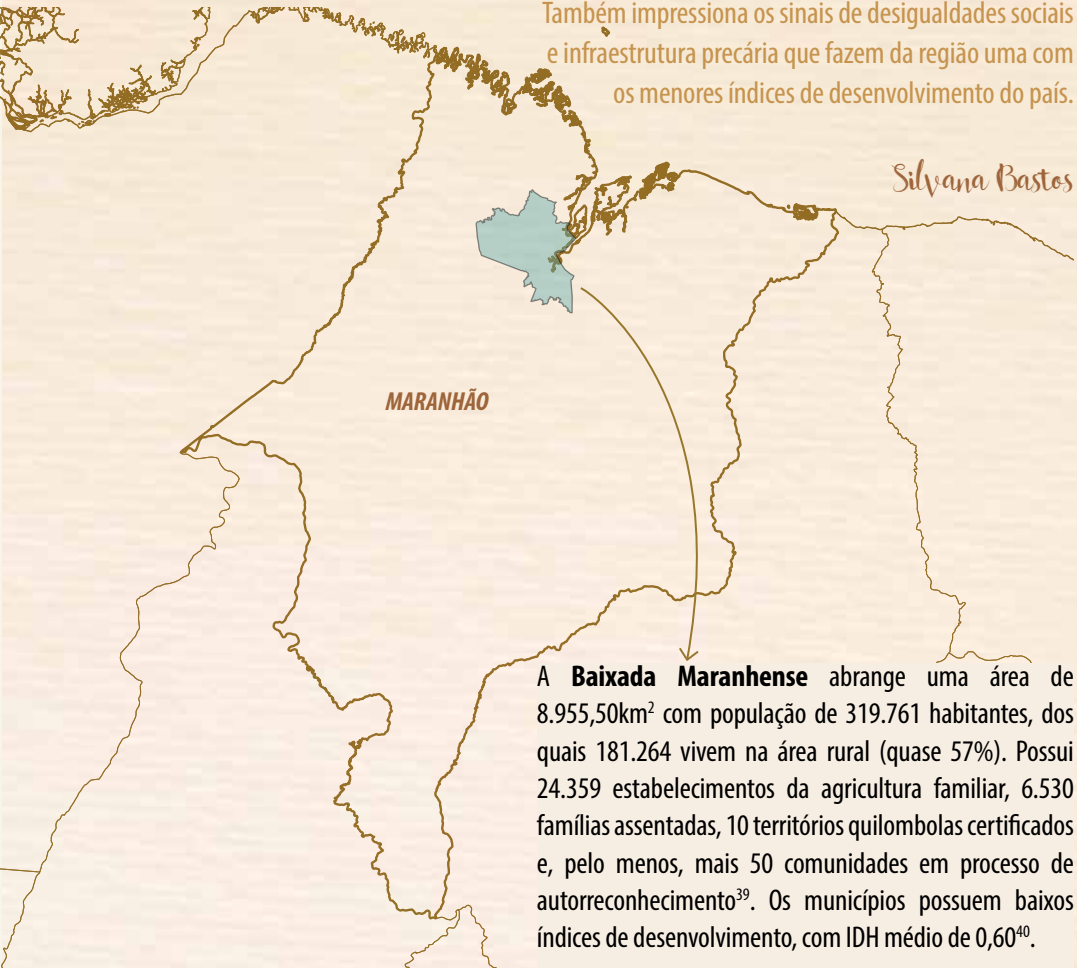 Também impressiona os sinais de desigualdades sociais
e infraestrutura precária que fazem da região uma com
os menores índices de desenvolvimento do país.
Silvana Bastos
MARANHÃO
A Baixada Maranhense abrange uma área de
8.955,50km² com população de 319.761 habitantes, dos
quais 181.264 vivem na área rural (quase 57%). Possui
24.359 estabelecimentos da agricultura familiar, 6.530
famílias assentadas, 10 territórios quilombolas certificados
e, pelo menos, mais 50 comunidades em processo de
autorreconhecimento³⁹. Os municípios possuem baixos
índices de desenvolvimento, com IDH médio de 0,60⁴⁰.